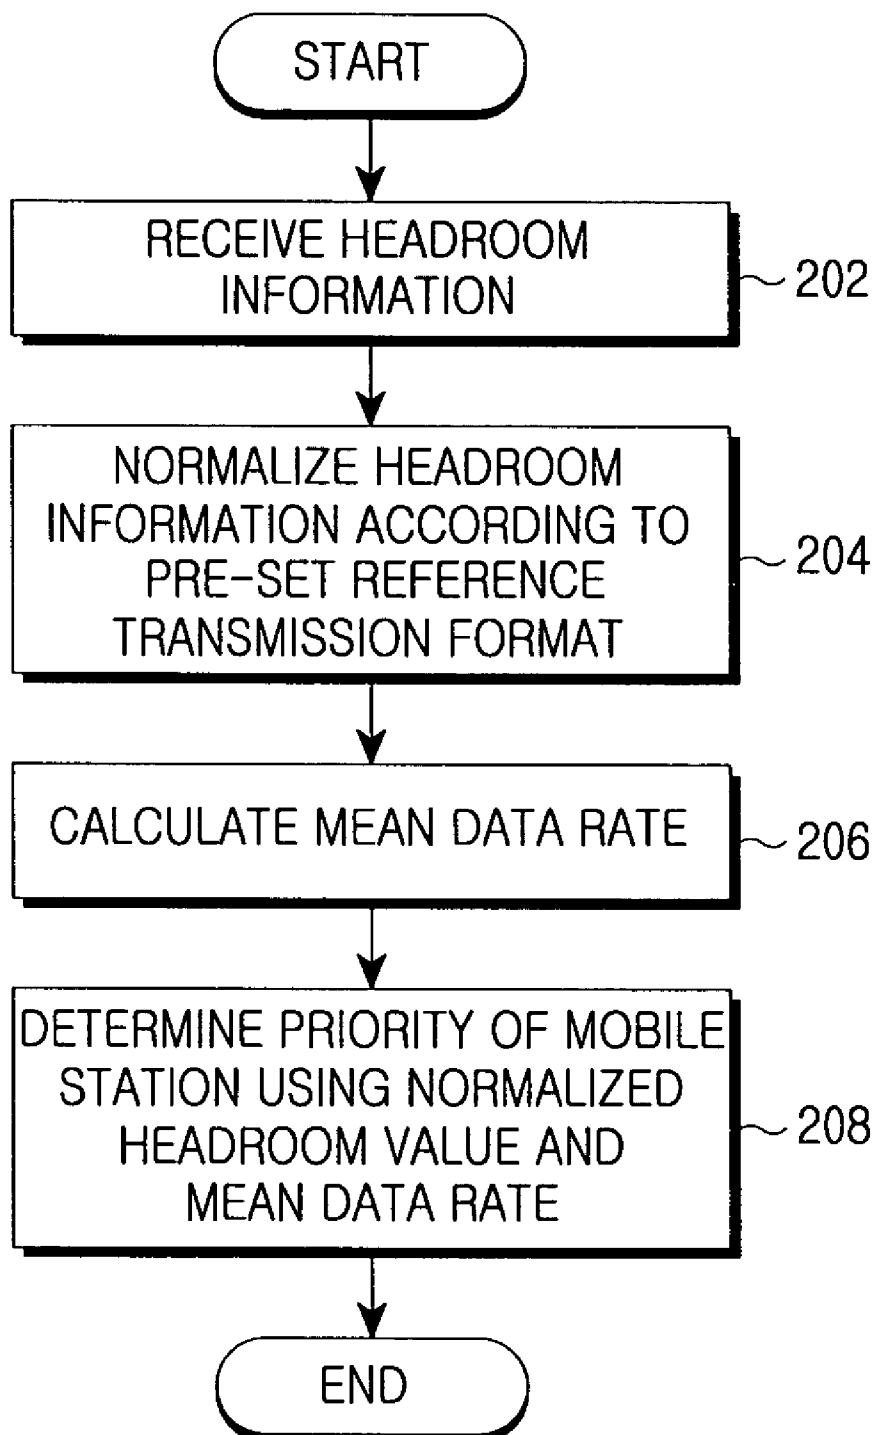 START
RECEIVE HEADROOM
INFORMATION
202
NORMALIZE HEADROOM
INFORMATION ACCORDING TO
PRE-SET REFERENCE
TRANSMISSION FORMAT
204
CALCULATE MEAN DATA RATE
206
DETERMINE PRIORITY OF MOBILE
STATION USING NORMALIZED
HEADROOM VALUE AND
MEAN DATA RATE
208
END